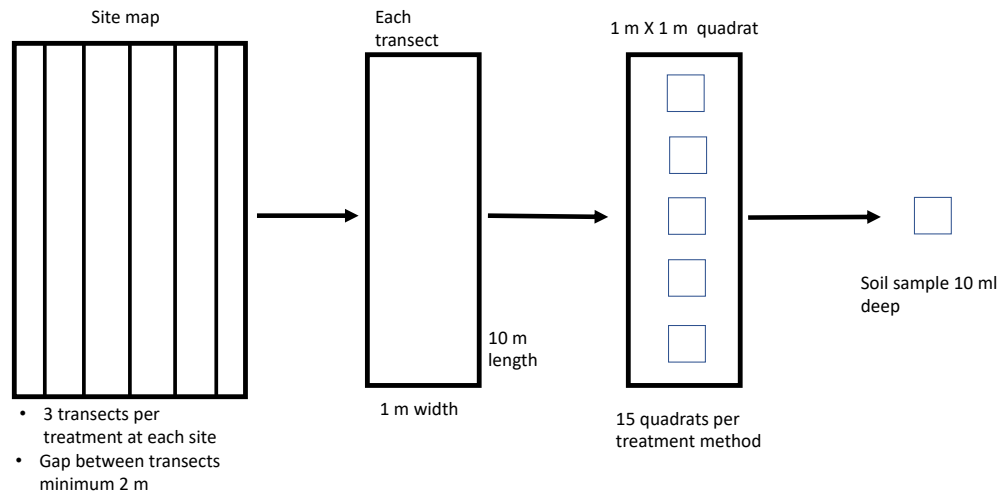 Site map
• 3 transects per
treatment at each site
• Gap between transects
minimum 2 m
Each
transect
10 m
length
1 m width
1 m X 1 m  quadrat
15 quadrats per
treatment method
Soil sample 10 ml
deep